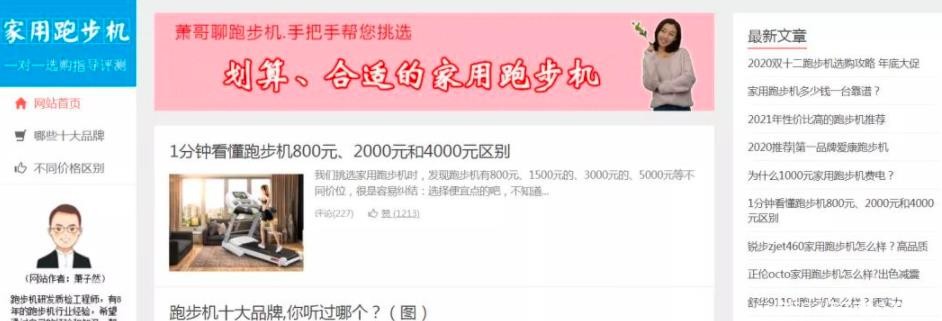 家用跑步机
一对一选购指导评测
网站首页
哪些十大品牌
不同价格区别
(网站作者：萧子然)
跑步机研发质检工程师，有8
年的跑步机行业经验，希望
萧哥聊跑步机.手把手帮您挑选
划算、合适的家用跑步机
1分钟看懂跑步机800元、2000元和4000元区别
我们挑选家用跑步机时，发现跑步机有800元、1500元的、3000元的、5000元等不
同价位，很是容易纠结：选择便宜点的吧，不知道...
评论(227) 赞 (1213)
跑步机十大品牌,你听过哪个？（图）
最新文章
2020双十二跑步机选购攻略 年底大促
家用跑步机多少钱一台靠谱？
2021年性价比高的跑步机推荐
2020推荐|第一品牌爱康跑步机
为什么1000元家用跑步机费电？
1分钟看懂跑步机800元、2000元和4000元
区别
锐步zjet460家用跑步机怎么样？高品质
正伦octo家用跑步机怎么样?出色减震
舒华9119t跑步机怎么样？硬实力